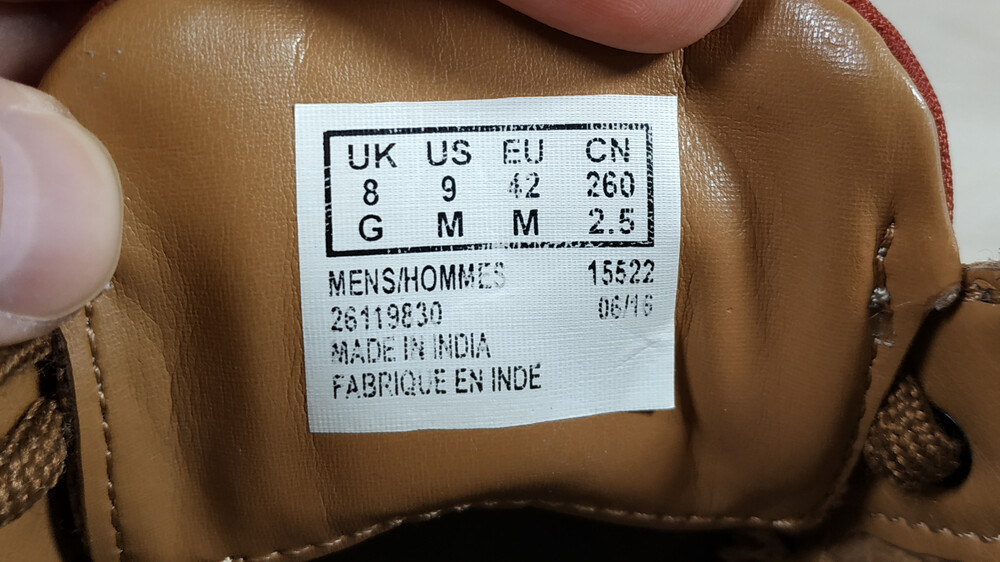 UK US EU CN
8 9 42 260
G M M 2.5
MENS/HOMMES 15522
26119830 06/16
MADE IN INDIA
FABRIQUE EN INDE